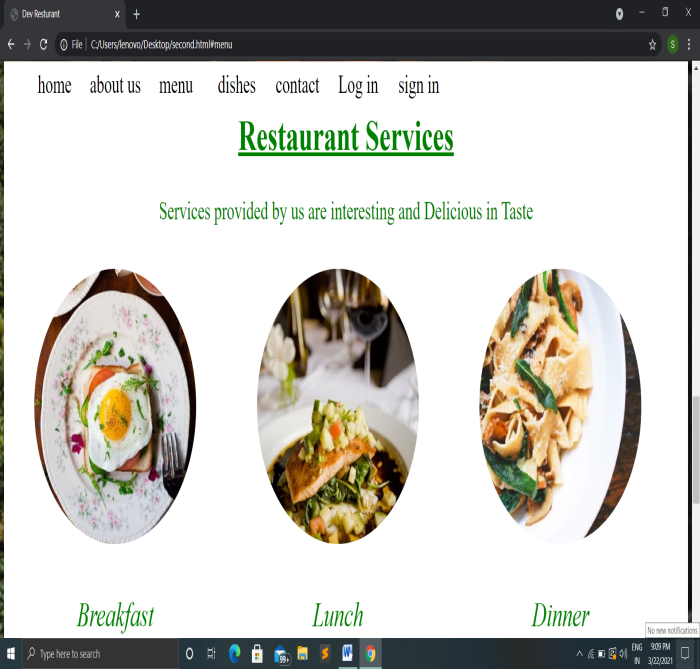 Dev Resturant
File | C:/Users/lenovo/Desktop/second.html#menu
S
home about us menu dishes contact Log in sign in
Restaurant Services
Services provided by us are interesting and Delicious in Taste
Breakfast Lunch Dinner
No new notifications
Type here to search
99+
ENG 9:09 PM
IN 3/22/2021